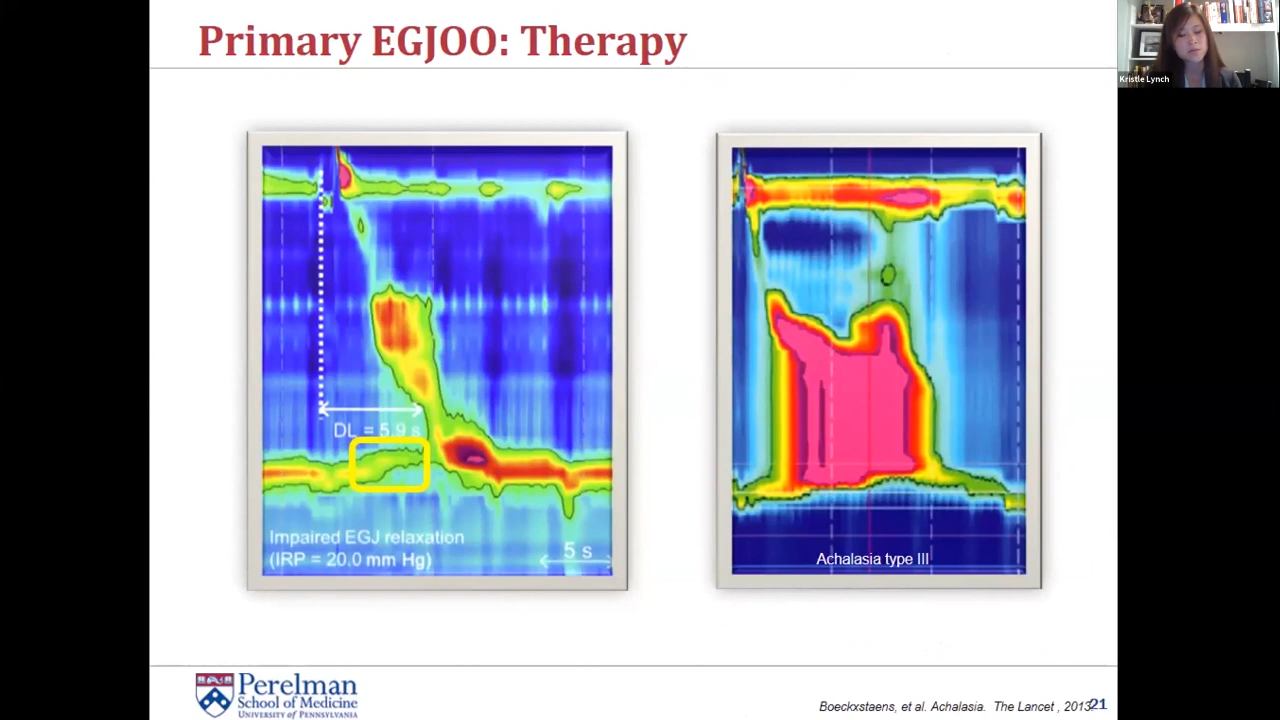 Primary EGJOO: Therapy
Kristle Lynch
DL = 5.9 s
Impaired EGJ relaxation
(IRP = 20.0 mm Hg)
5 s
Achalasia type III
Perelman
School of Medicine
UNIVERSITY of PENNSYLVANIA
Boeckxstaens, et al. Achalasia. The Lancet , 2013
21